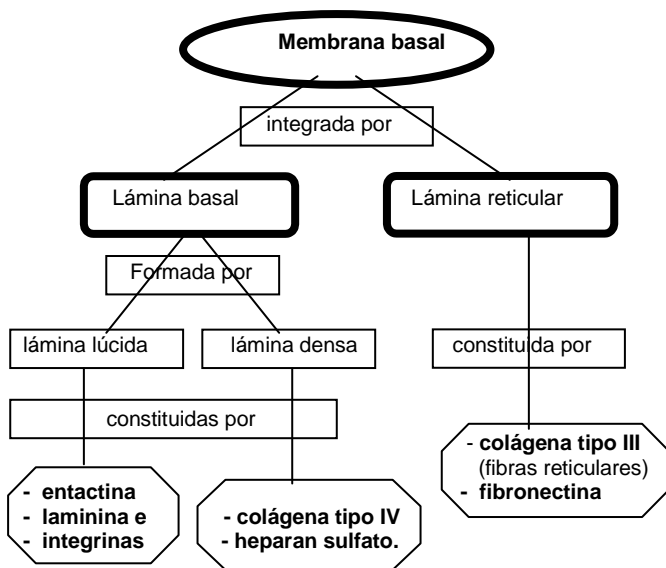 Membrana basal
integrada por
Lámina basal
Lámina reticular
Formada por
lámina lúcida
lámina densa
constituída por
constituidas por
- colágena tipo III
(fibras reticulares)
- fibronectina
- entactina
- laminina e
- integrinas
- colágena tipo IV
- heparan sulfato.